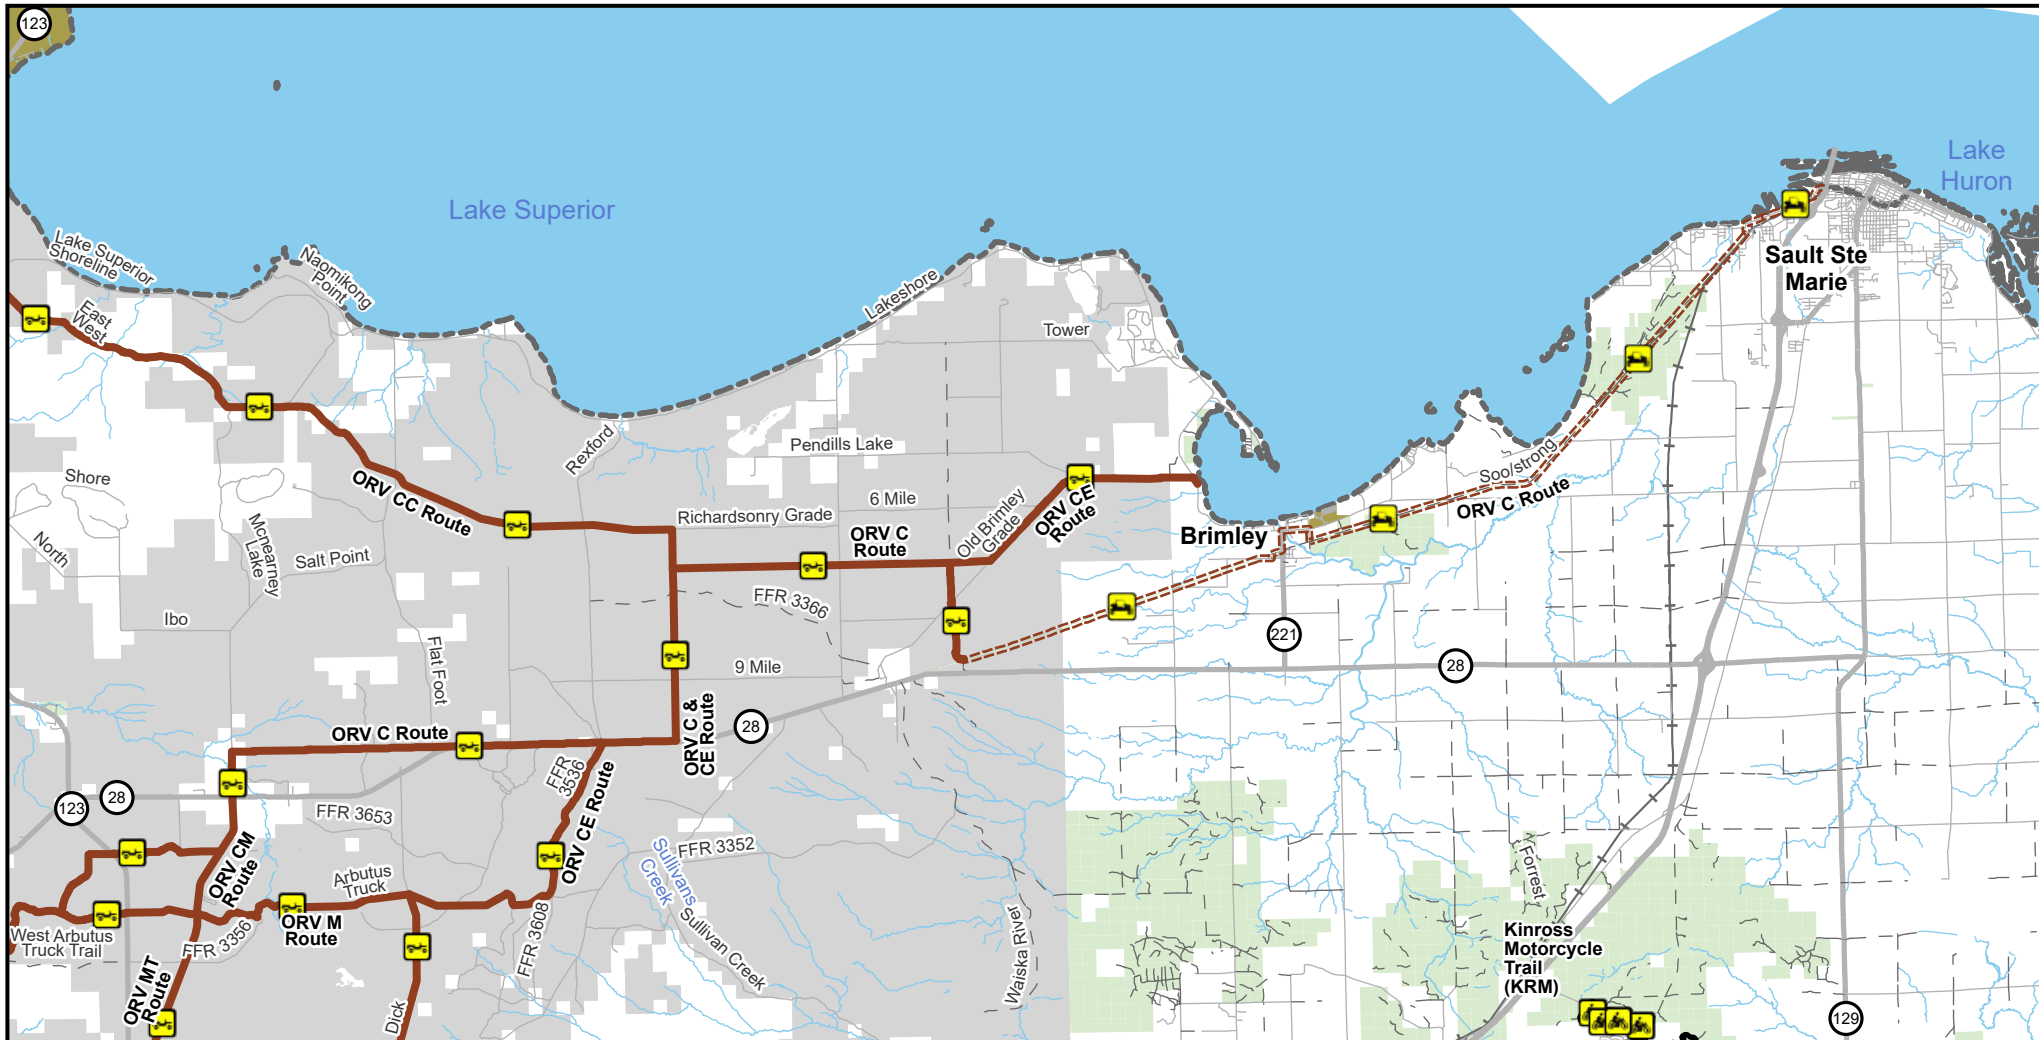 123
Lake Superior
Lake
Huron
Lake Superior
Shoreline
Naomikong
Point
East
West
Lakeshore
Tower
Sault Ste
Marie
Rexford
Pendills Lake
Shore
ORV CC Route
6 Mile
Richardsonry Grade
ORV C
Route
Old Brimley
Grade
ORV CE
Route
Soo/strong
ORV C Route
Brimley
North
Mcnearney
Lake
Salt Point
Ibo
FFR 3366
Flat Foot
9 Mile
221
28
ORV C &
CE Route
28
ORV C Route
FFR
3536
ORV CE Route
123
28
FFR 3653
ORV CM
Route
FFR 3352
Sullivans
Creek
Arbutus
Truck
Forrest
West Arbutus
Truck Trail
FFR 3356
ORV M
Route
FFR 3608
Sullivan Creek
Waiska River
Kinross
Motorcycle
Trail
(KRM)
ORV MT
Route
Dick
129